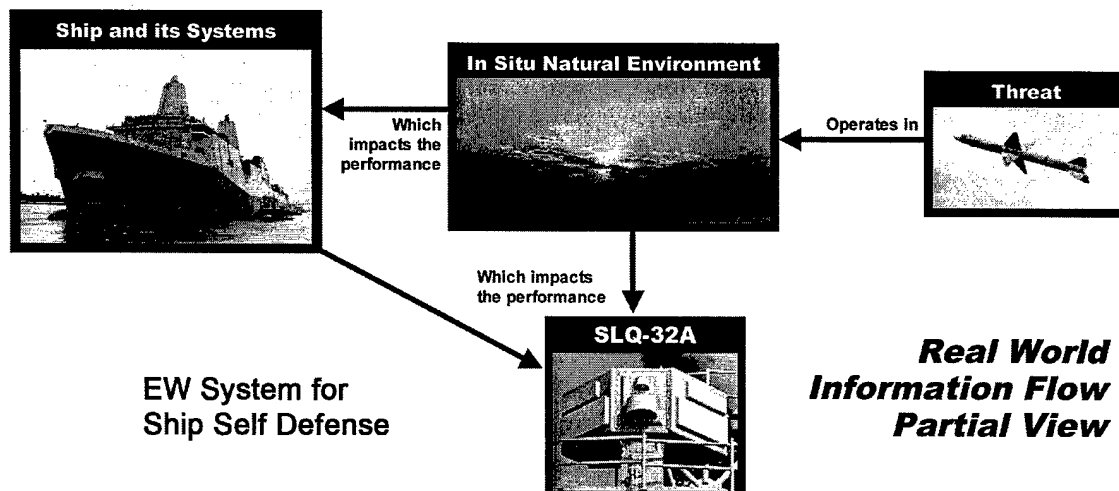 Ship and its Systems
In Situ Natural Environment
Threat
Which
impacts the
performance
Operates in
Which impacts
the performance
SLQ-32A
EW System for
Ship Self Defense
Real World
Information Flow
Partial View